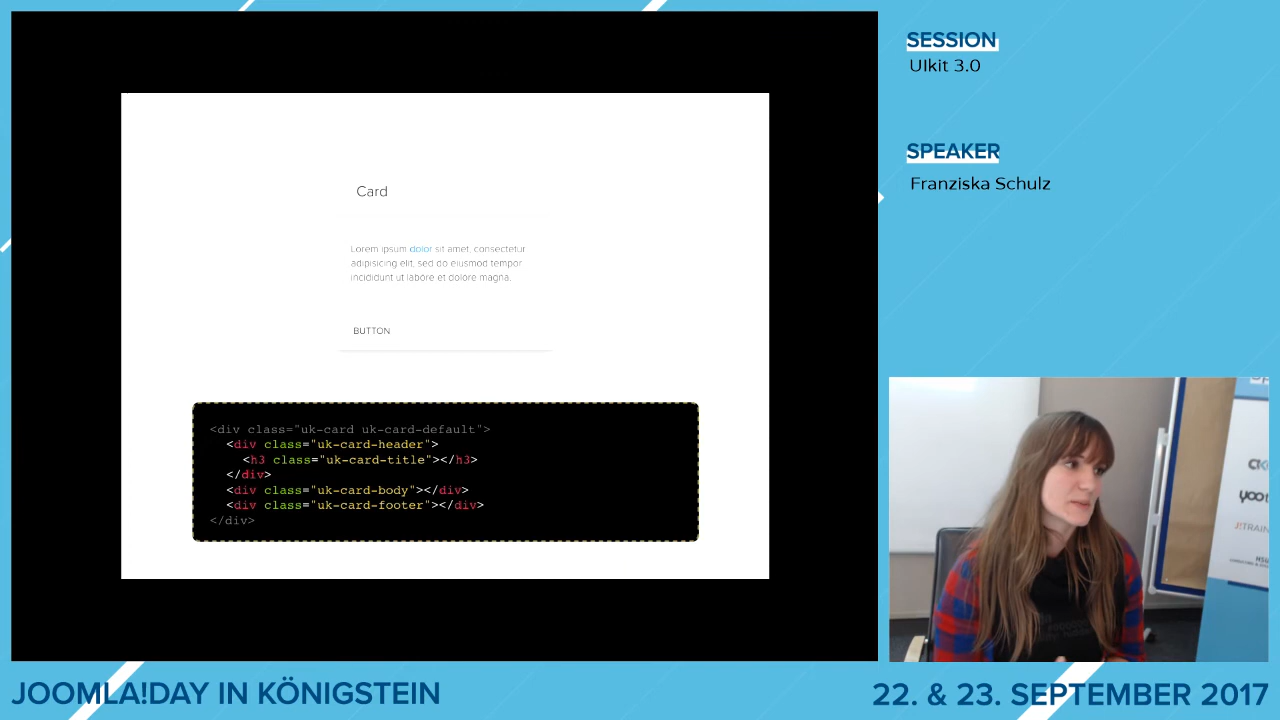 SESSION
UIkit 3.0
SPEAKER
Franziska Schulz
Card
Lorem ipsum dolor sit amet, consectetur
adipisicing elit, sed do eiusmod tempor
incididunt ut labore et dolore magna.
BUTTON
<div class="uk-card uk-card-default">
<div class="uk-card-header">
<h3 class="uk-card-title"></h3>
</div>
<div class="uk-card-body"></div>
<div class="uk-card-footer"></div>
</div>
JOOMLA!DAY IN KÖNIGSTEIN
22. & 23. SEPTEMBER 2017